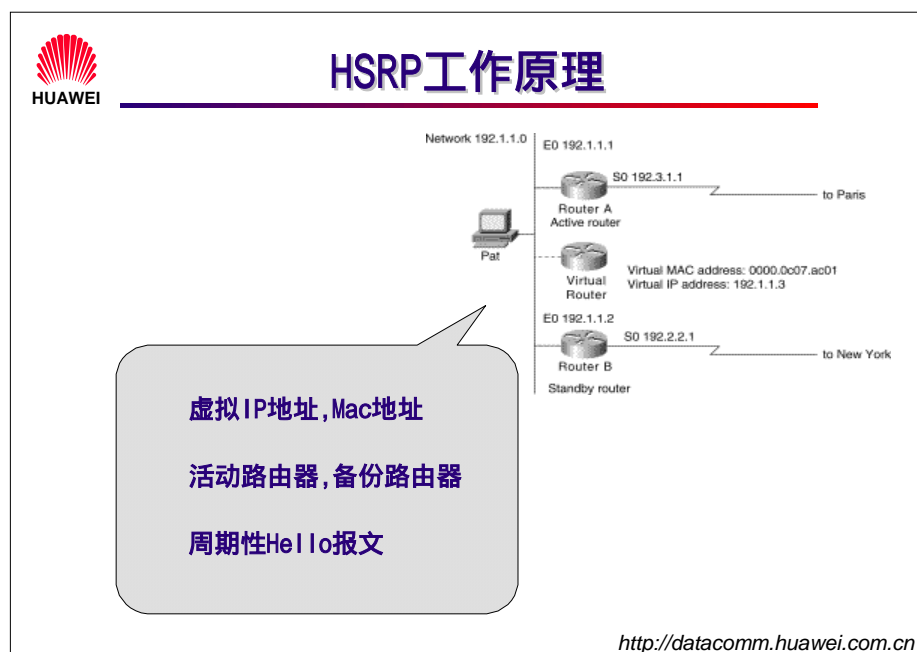 HUAWEI
HSRP工作原理
Network 192.1.1.0
E0 192.1.1.1
S0 192.3.1.1
to Paris
Router A
Active router
Pat
Virtual
Router
Virtual MAC address: 0000.0c07.ac01
Virtual IP address: 192.1.1.3
E0 192.1.1.2
S0 192.2.2.1
to New York
Router B
Standby router
虚拟IP地址,Mac地址
活动路由器,备份路由器
周期性Hello报文
http://datacomm.huawei.com.cn